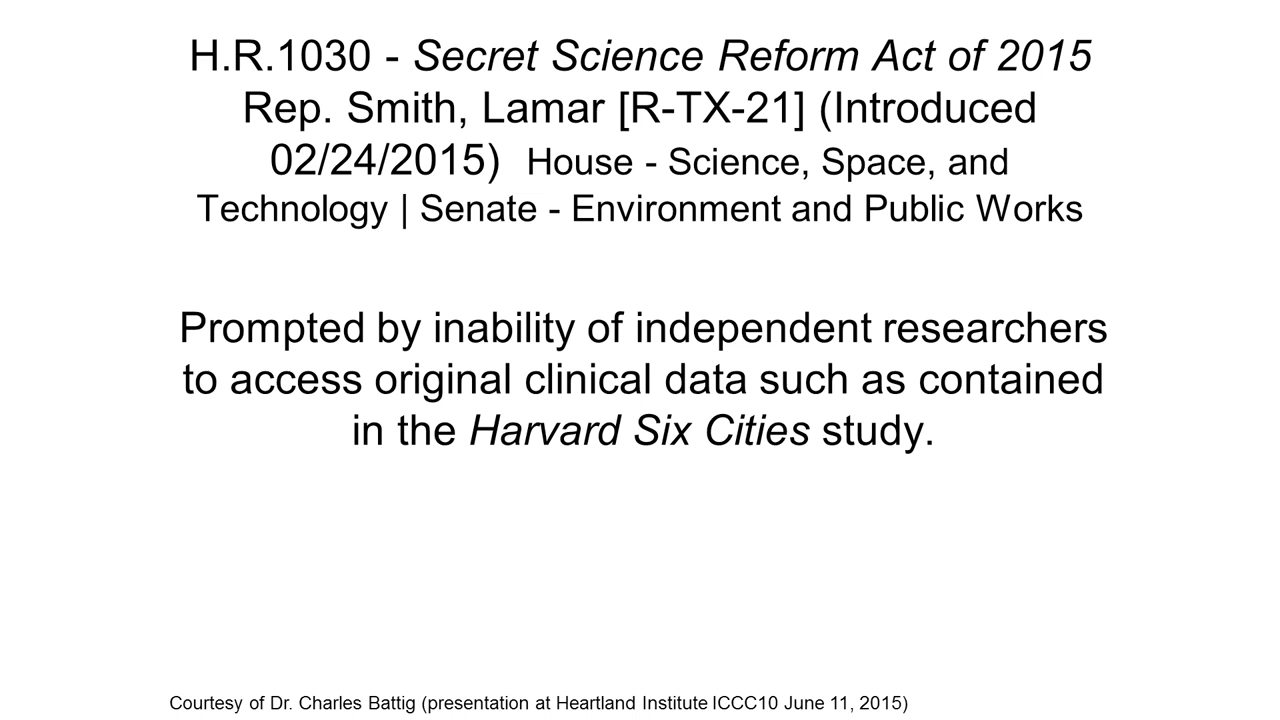 H.R.1030 - Secret Science Reform Act of 2015
Rep. Smith, Lamar [R-TX-21] (Introduced
02/24/2015) House - Science, Space, and
Technology | Senate - Environment and Public Works
Prompted by inability of independent researchers
to access original clinical data such as contained
in the Harvard Six Cities study.
Courtesy of Dr. Charles Battig (presentation at Heartland Institute ICCC10 June 11, 2015)